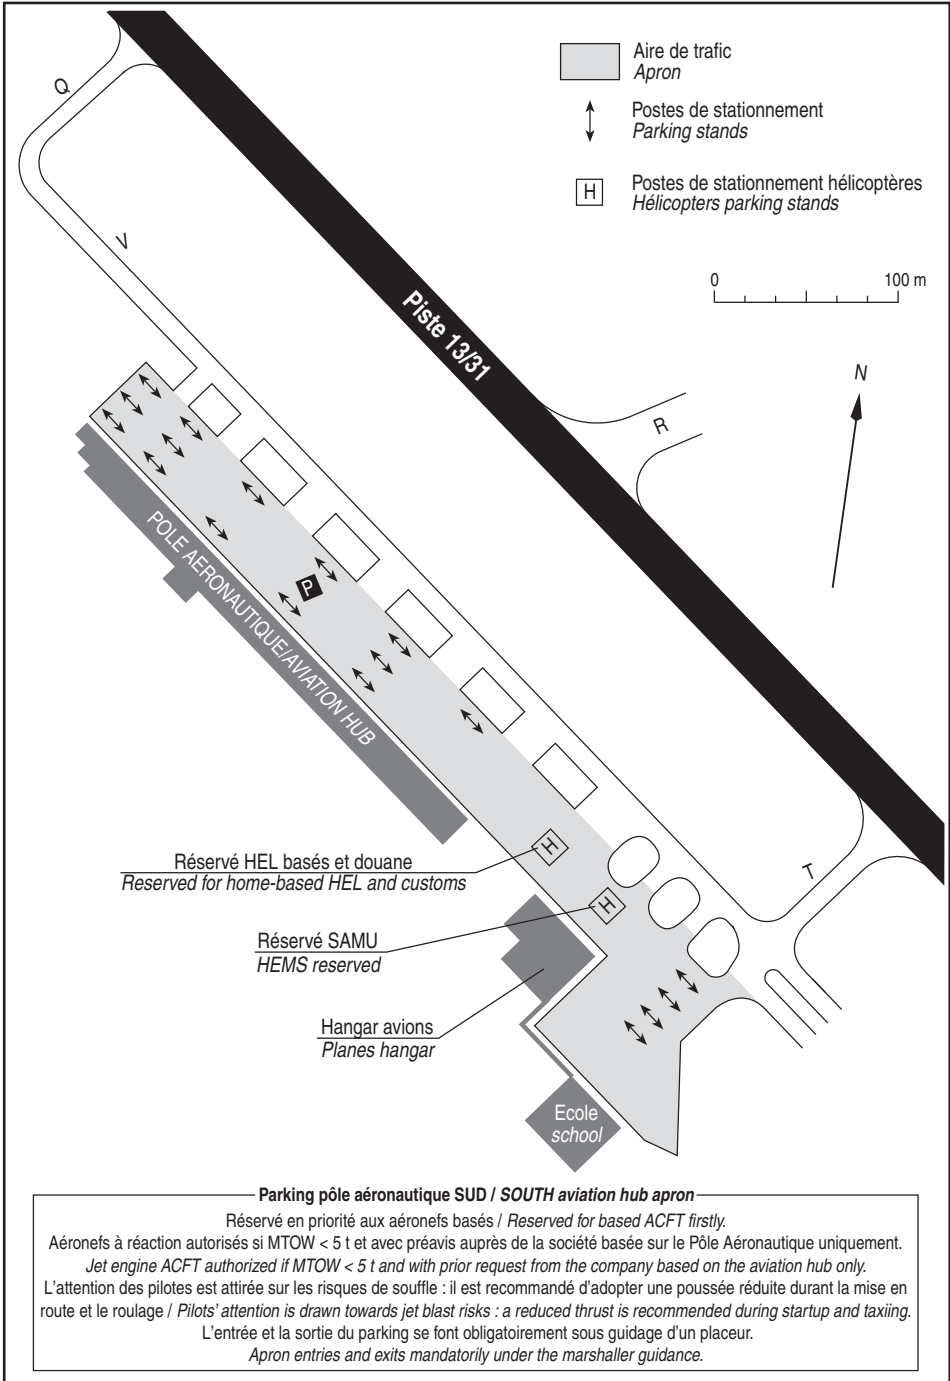 Aire de trafic
Apron
Postes de stationnement
Parking stands
H
Postes de stationnement hélicoptères
Hélicopters parking stands
0 100 m
N
Q
V
Piste 13/31
R
POLE AERONAUTIQUE/AVIATION HUB
P
H
Réservé HEL basés et douane
Reserved for home-based HEL and customs
T
H
Réservé SAMU
HEMS reserved
Hangar avions
Planes hangar
Ecole
school
Parking pôle aéronautique SUD / SOUTH aviation hub apron
Réservé en priorité aux aéronefs basés / Reserved for based ACFT firstly.
Aéronefs à réaction autorisés si MTOW < 5 t et avec préavis auprès de la société basée sur le Pôle Aéronautique uniquement.
Jet engine ACFT authorized if MTOW < 5 t and with prior request from the company based on the aviation hub only.
L'attention des pilotes est attirée sur les risques de souffle : il est recommandé d'adopter une poussée réduite durant la mise en
route et le roulage / Pilots' attention is drawn towards jet blast risks : a reduced thrust is recommended during startup and taxiing.
L'entrée et la sortie du parking se font obligatoirement sous guidage d'un placeur.
Apron entries and exits mandatorily under the marshaller guidance.